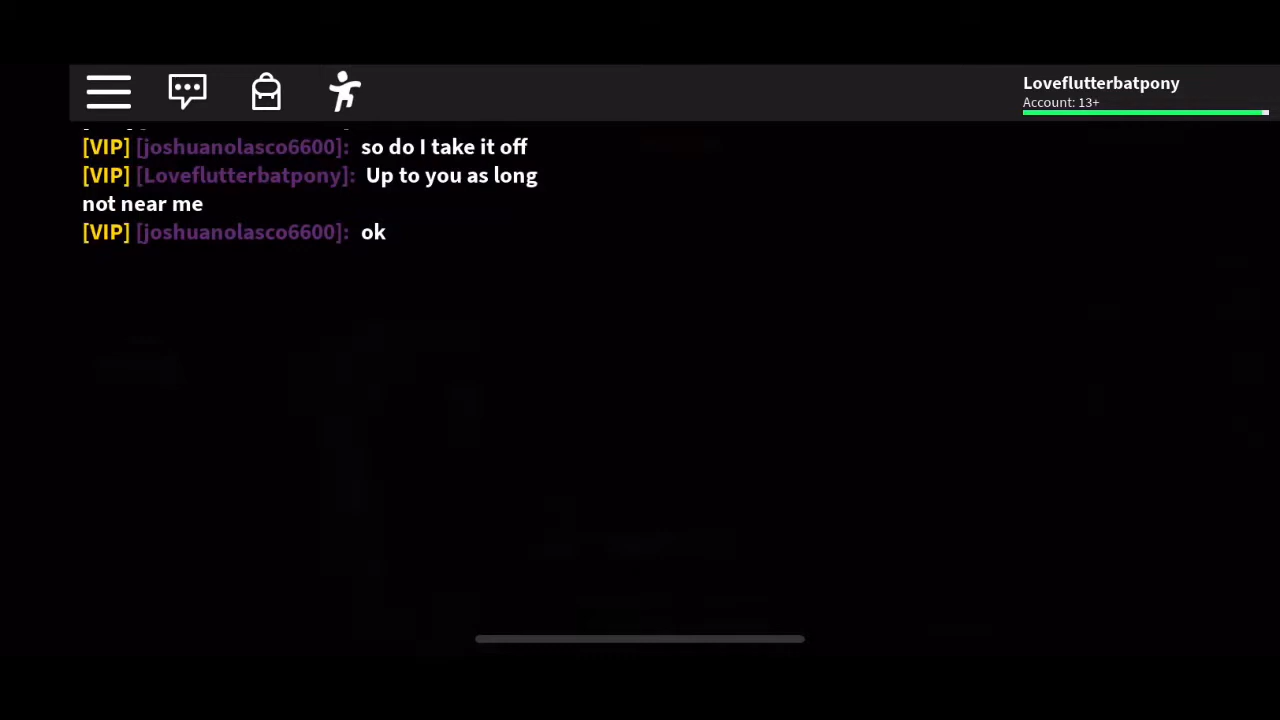 Loveflutterbatpony
Account: 13+
[VIP] [joshuanolasco6600]: so do I take it off
[VIP] [Loveflutterbatpony]: Up to you as long
not near me
[VIP] [joshuanolasco6600]: ok